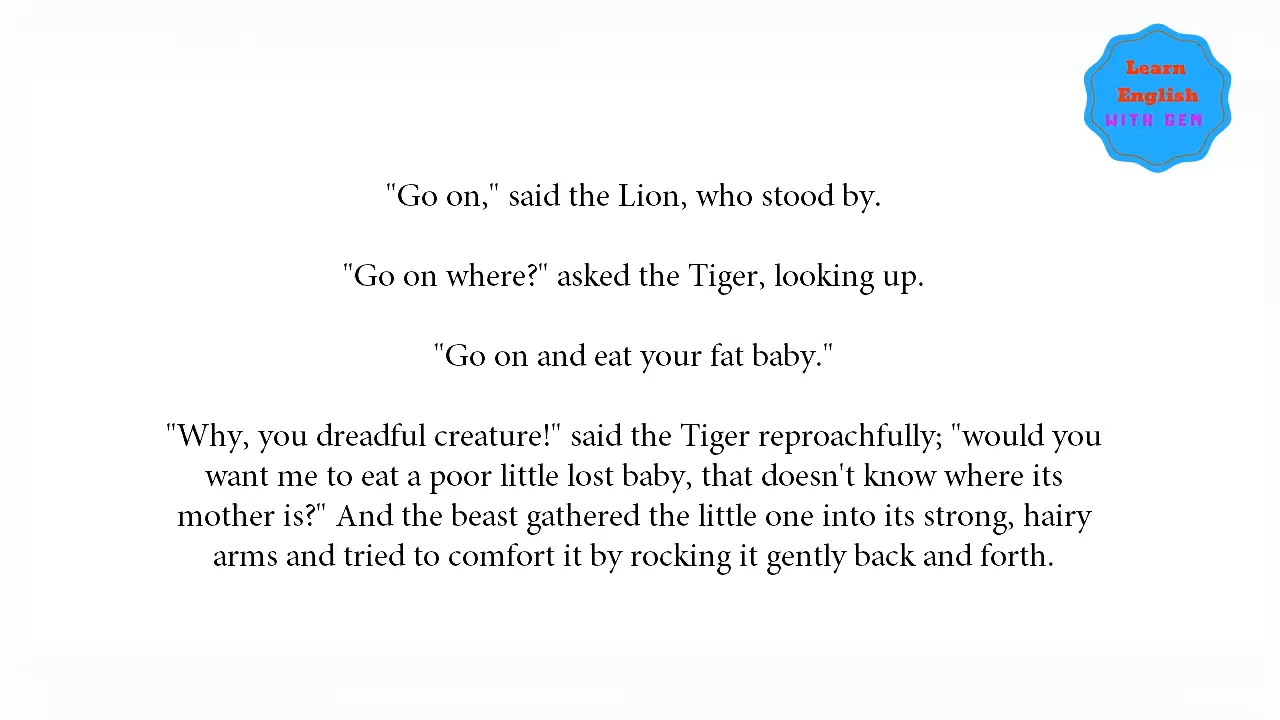 Learn
English
WITH GEM
"Go on," said the Lion, who stood by.
"Go on where?" asked the Tiger, looking up.
"Go on and eat your fat baby."
"Why, you dreadful creature!" said the Tiger reproachfully; "would you
want me to eat a poor little lost baby, that doesn't know where its
mother is?" And the beast gathered the little one into its strong, hairy
arms and tried to comfort it by rocking it gently back and forth.